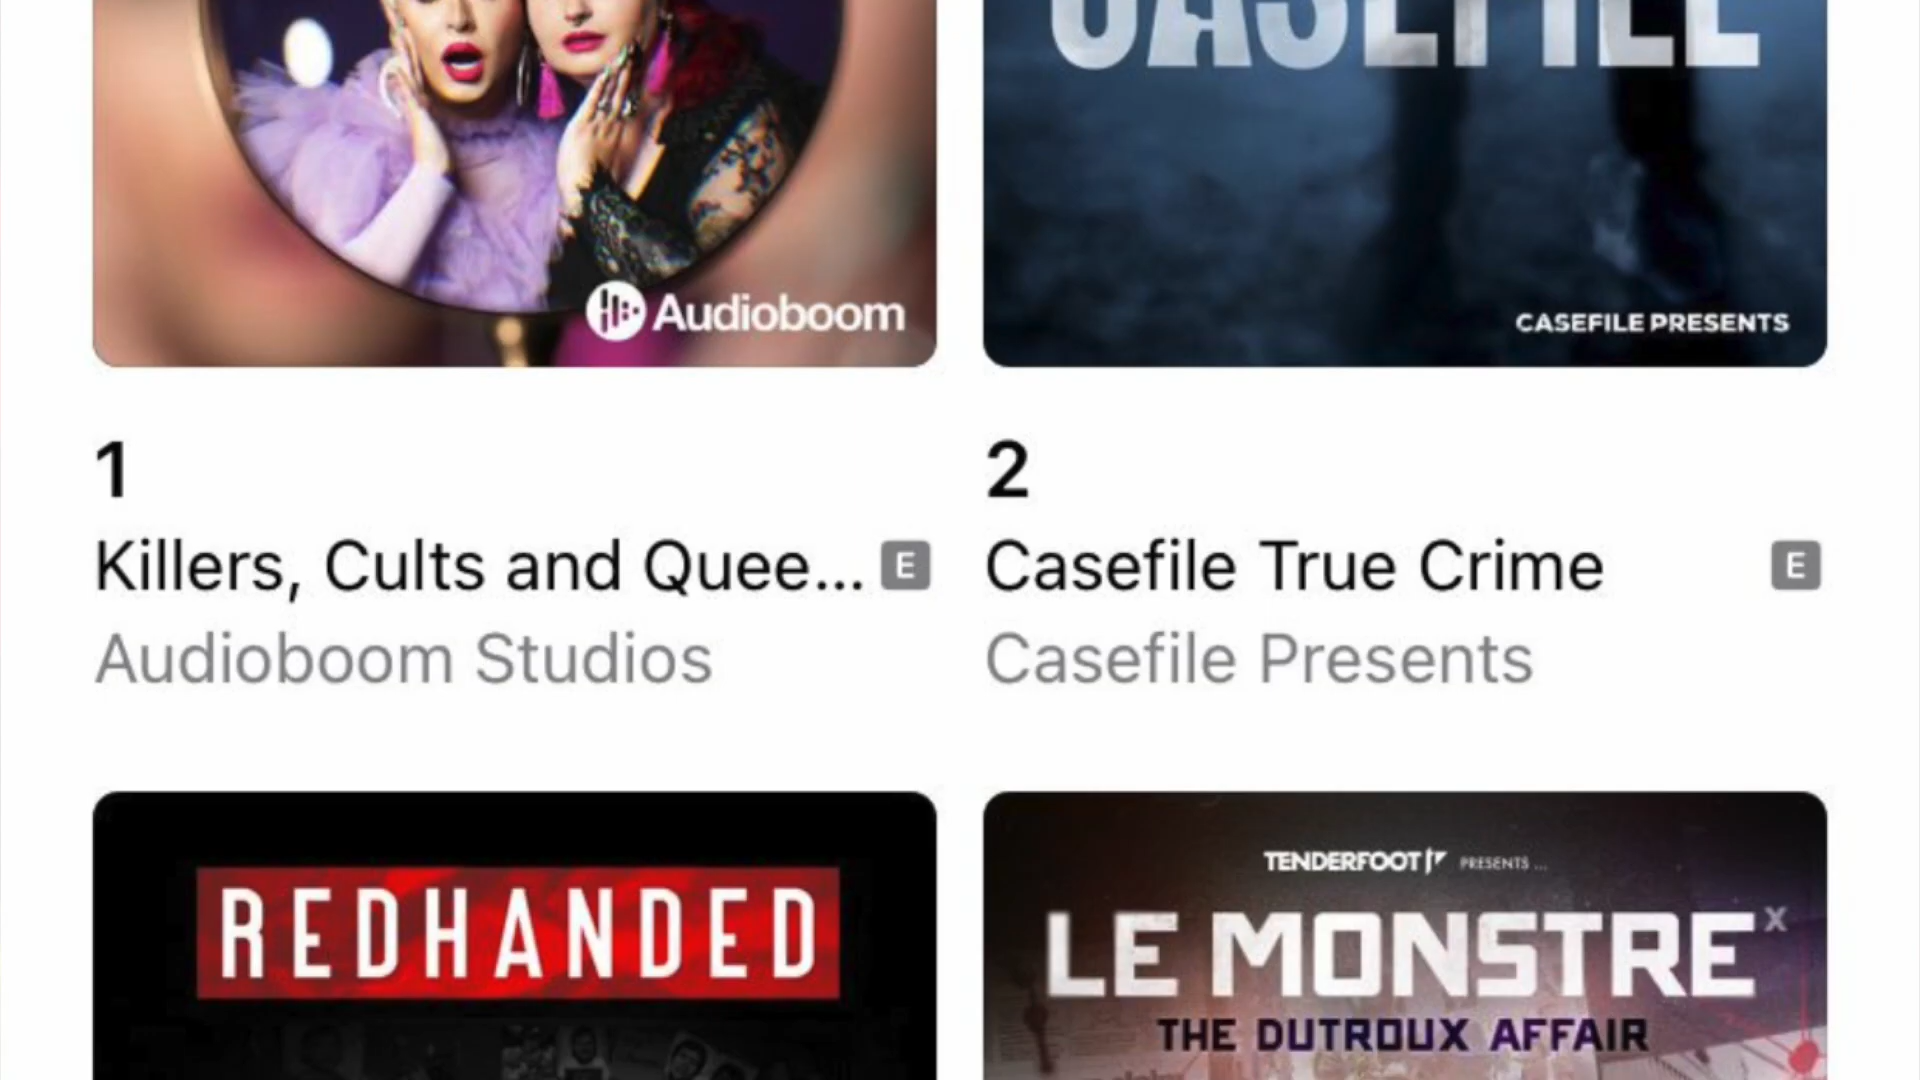 CASEFILE
Audioboom
CASEFILE PRESENTS
1
Killers, Cults and Quee... E
Audioboom Studios
2
Casefile True Crime E
Casefile Presents
REDHANDED
TENDERFOOT PRESENTS ...
LE MONSTRE X
THE DUTROUX AFFAIR